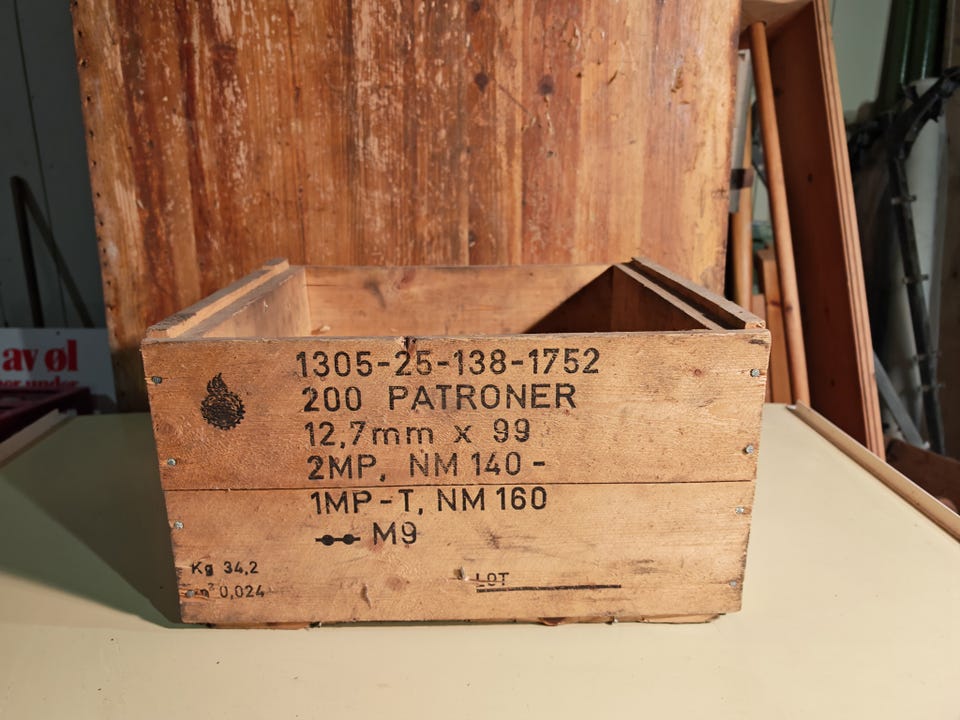 1305-25-138-1752
200 PATRONER
12,7mm x 99
2MP, NM 140 -
1MP-T, NM 160
M9
Kg 34,2
m³ 0,024
LOT
av øl